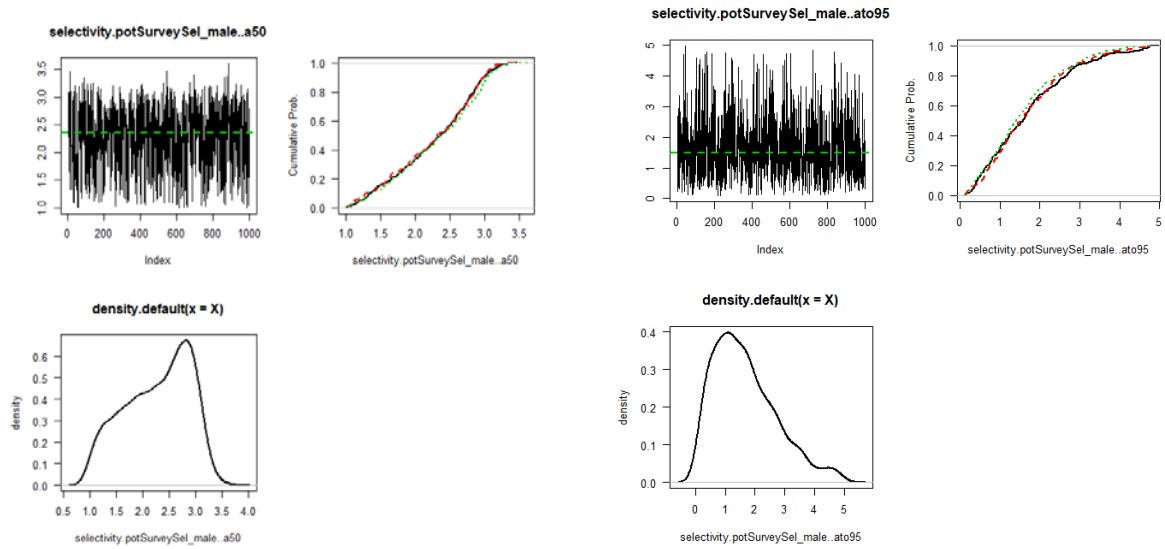 selectivity.potSurveySel_male..a50
3.5
3.0
2.5
2.0
1.5
1.0
0 200 400 600 800 1000
Index
Cumulative Prob.
1.0
0.8
0.6
0.4
0.2
0.0
1.0 1.5 2.0 2.5 3.0 3.5
selectivity.potSurveySel_male..a50
selectivity.potSurveySel_male..ato95
5
4
3
2
1
0
0 200 400 600 800 1000
Index
Cumulative Prob.
1.0
0.8
0.6
0.4
0.2
0.0
0 1 2 3 4 5
selectivity.potSurveySel_male..ato95
density.default(x = X)
density
0.6
0.5
0.4
0.3
0.2
0.1
0.0
0.5 1.0 1.5 2.0 2.5 3.0 3.5 4.0
selectivity.potSurveySel_male..a50
density.default(x = X)
density
0.4
0.3
0.2
0.1
0.0
0 1 2 3 4 5
selectivity.potSurveySel_male..ato95